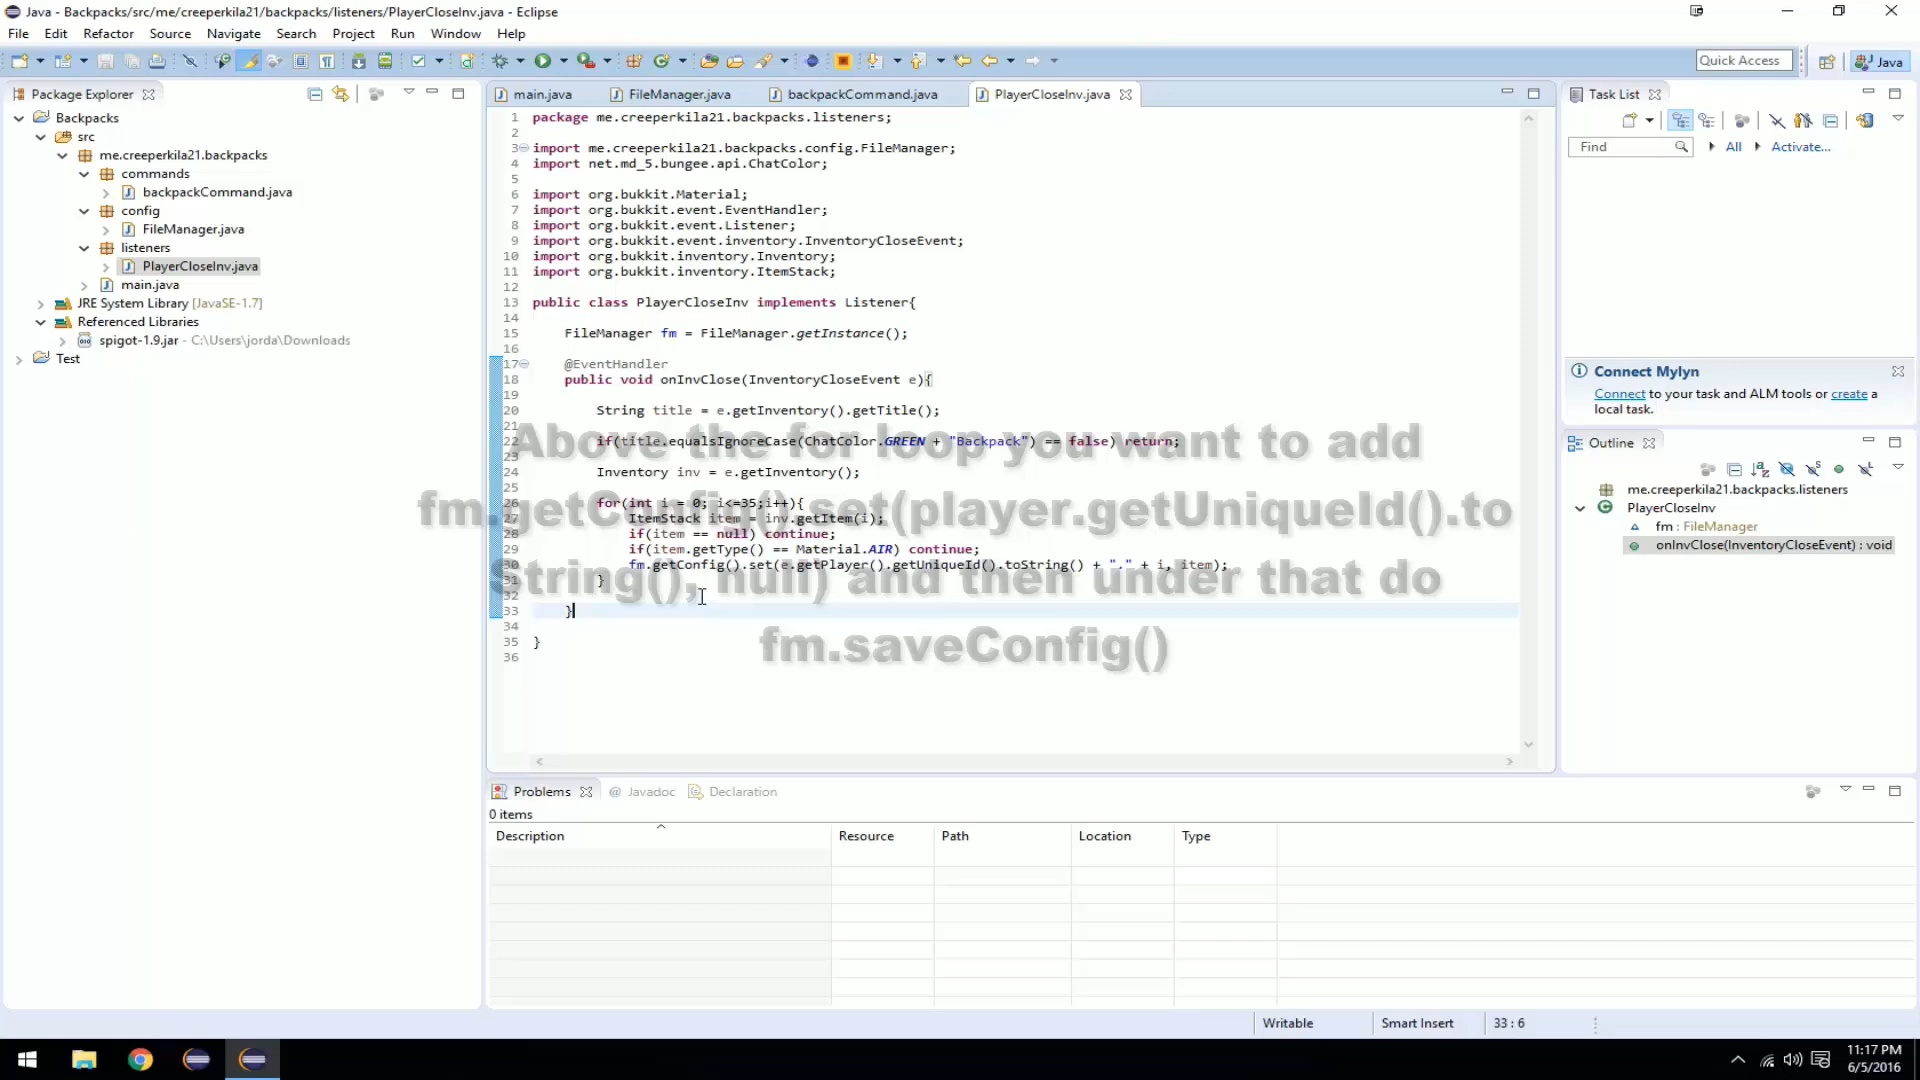 Java - Backpacks/src/me/creeperkila21/backpacks/listeners/PlayerCloseInv.java - Eclipse
File Edit Refactor Source Navigate Search Project Run Window Help
Quick Access
Java
Package Explorer
Backpacks
src
me.creeperkila21.backpacks
commands
backpackCommand.java
config
FileManager.java
listeners
PlayerCloseInv.java
main.java
JRE System Library [JavaSE-1.7]
Referenced Libraries
spigot-1.9.jar - C:\Users\jorda\Downloads
Test
main.java FileManager.java backpackCommand.java PlayerCloseInv.java
1 package me.creeperkila21.backpacks.listeners;
2
3 import me.creeperkila21.backpacks.config.FileManager;
4 import net.md_5.bungee.api.ChatColor;
5
6 import org.bukkit.Material;
7 import org.bukkit.event.EventHandler;
8 import org.bukkit.event.Listener;
9 import org.bukkit.event.inventory.InventoryCloseEvent;
10 import org.bukkit.inventory.Inventory;
11 import org.bukkit.inventory.ItemStack;
12
13 public class PlayerCloseInv implements Listener{
14
15 FileManager fm = FileManager.getInstance();
16
17 @EventHandler
18 public void onInvClose(InventoryCloseEvent e){
19
20 String title = e.getInventory().getTitle();
21
22 if(title.equalsIgnoreCase(ChatColor.GREEN + "Backpack") == false) return;
23
24 Inventory inv = e.getInventory();
25
26 for(int i = 0; i<=35;i++){
27 ItemStack item = inv.getItem(i);
28 if(item == null) continue;
29 if(item.getType() == Material.AIR) continue;
30 fm.getConfig().set(e.getPlayer().getUniqueId().toString() + "." + i, item);
31 }
32
33 }
34
35 }
36
Above the for loop you want to add
fm.getConfig().set(player.getUniqueId().to
String(), null) and then under that do
fm.saveConfig()
Task List
Find All Activate...
Connect Mylyn
Connect to your task and ALM tools or create a
local task.
Outline
me.creeperkila21.backpacks.listeners
PlayerCloseInv
fm : FileManager
onInvClose(InventoryCloseEvent) : void
Problems @ Javadoc Declaration
0 items
Description Resource Path Location Type
Writable Smart Insert 33 : 6
11:17 PM
6/5/2016